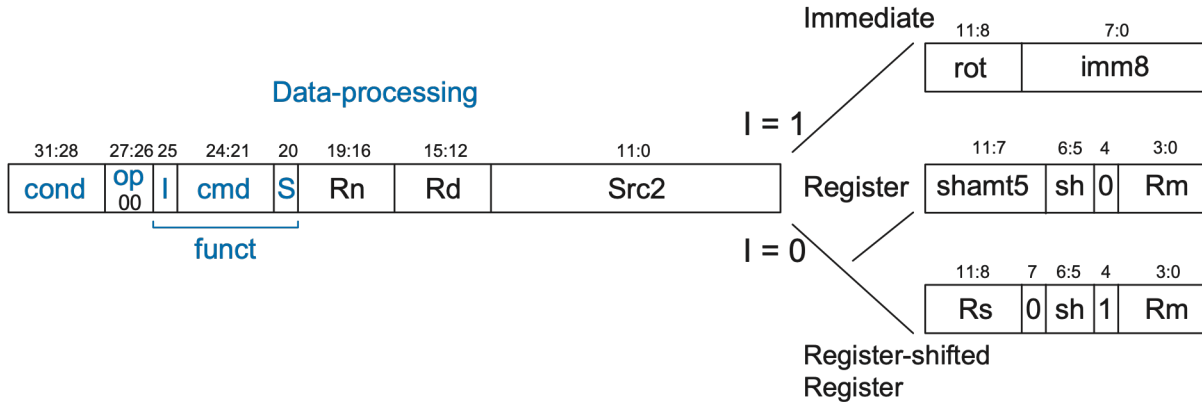 Immediate
11:8 7:0
rot imm8
Data-processing
I = 1
31:28 27:26 25 24:21 20 19:16 15:12 11:0
cond op 00 I cmd S Rn Rd Src2
funct
Register
11:7 6:5 4 3:0
shamt5 sh 0 Rm
I = 0
11:8 7 6:5 4 3:0
Rs 0 sh 1 Rm
Register-shifted
Register